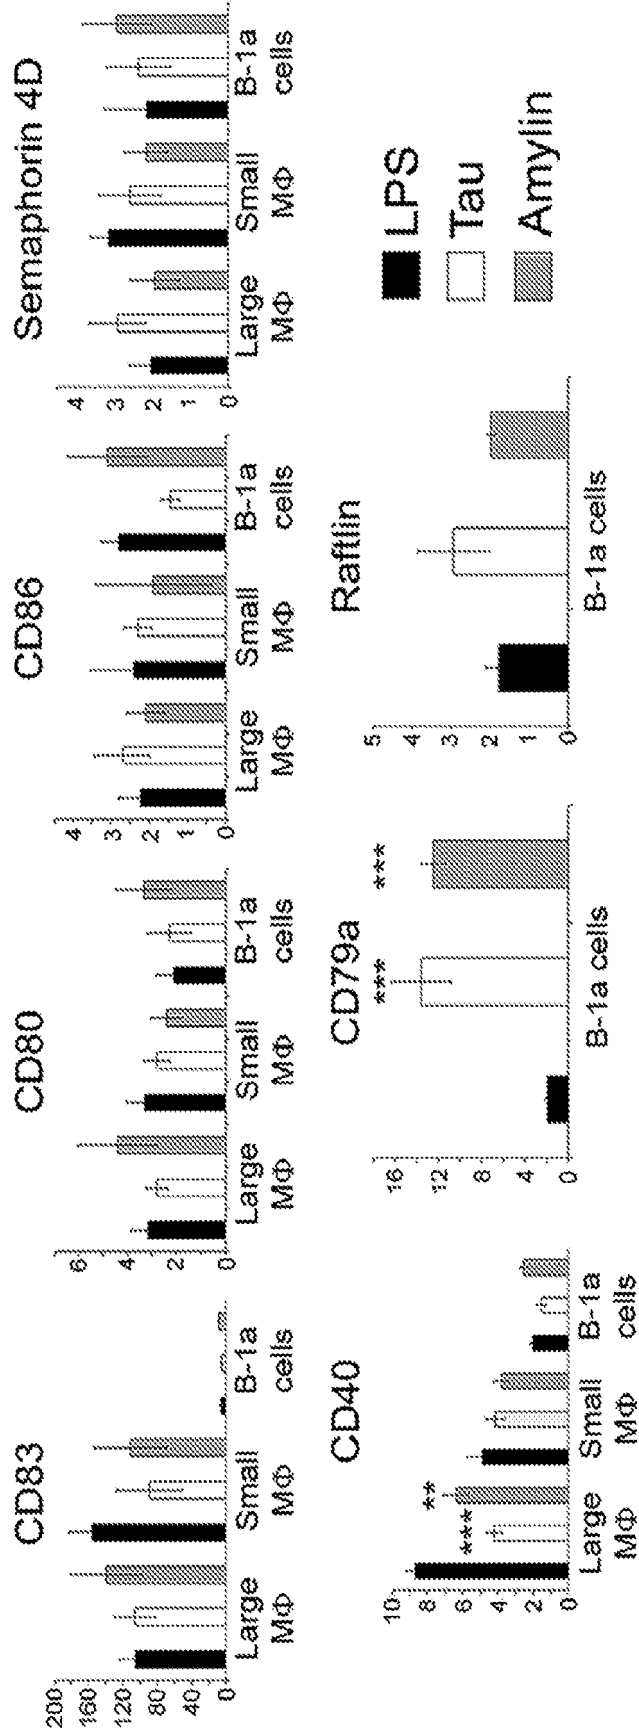 CD83
200
160
120
80
40
0
Large
MΦ
Small
MΦ
B-1a
cells
CD80
6
4
2
0
Large
MΦ
Small
MΦ
B-1a
cells
CD86
4
3
2
1
0
Large
MΦ
Small
MΦ
B-1a
cells
Semaphorin 4D
4
3
2
1
0
Large
MΦ
Small
MΦ
B-1a
cells
CD40
10
8
6
4
2
0
***
**
Large
MΦ
Small
MΦ
B-1a
cells
CD79a
16
12
8
4
0
***
***
B-1a cells
Raftlin
5
4
3
2
1
0
B-1a cells
LPS
Tau
Amylin